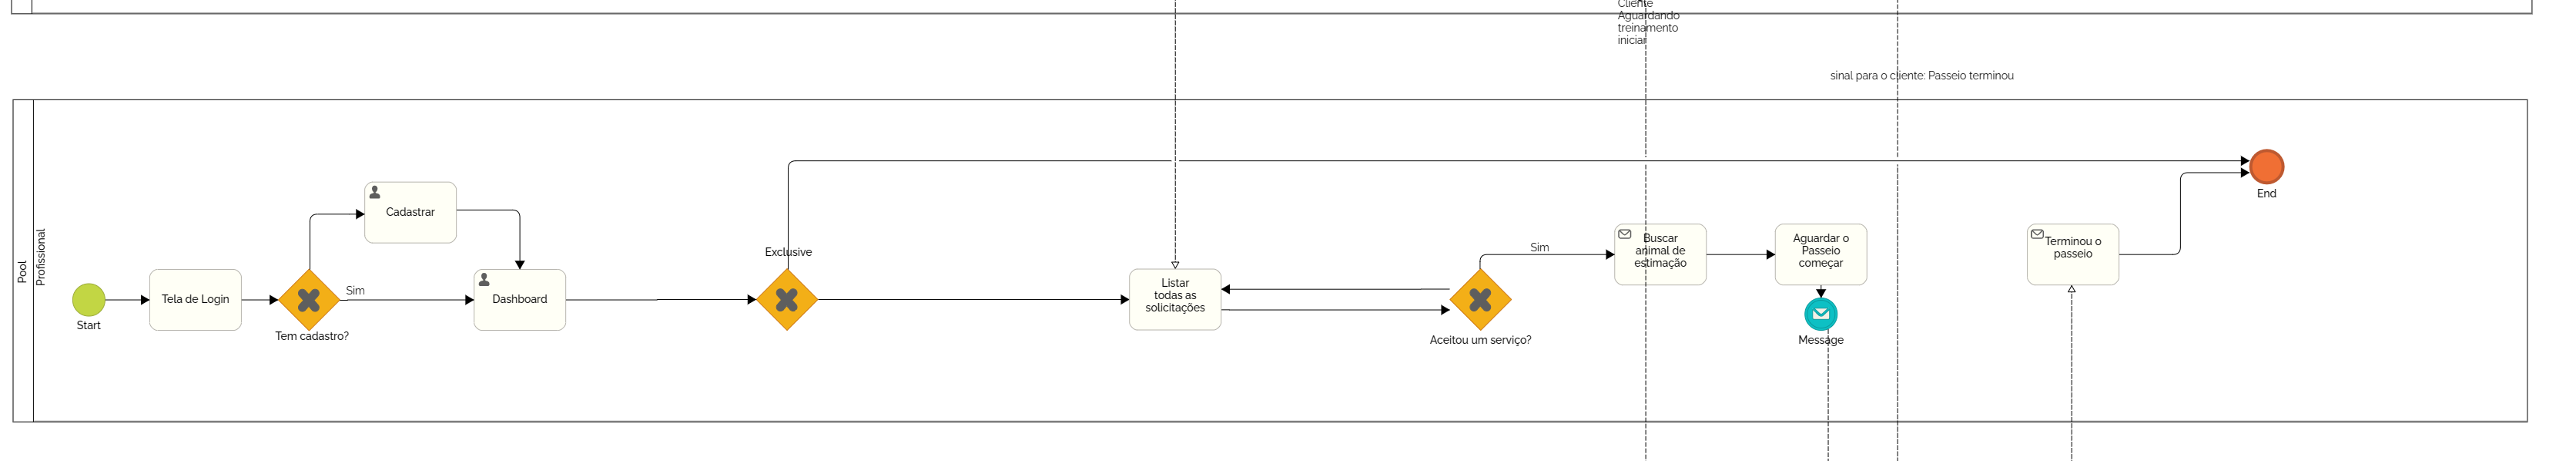 Cliente
Aguardando
treinamento
iniciar
sinal para o cliente: Passeio terminou
Pool
Profissional
Start
Tela de Login
Tem cadastro?
Sim
Cadastrar
Dashboard
Exclusive
Listar
todas as
solicitações
Aceitou um serviço?
Sim
Buscar
animal de
estimação
Aguardar o
Passeio
começar
Message
Terminou o
passeio
End